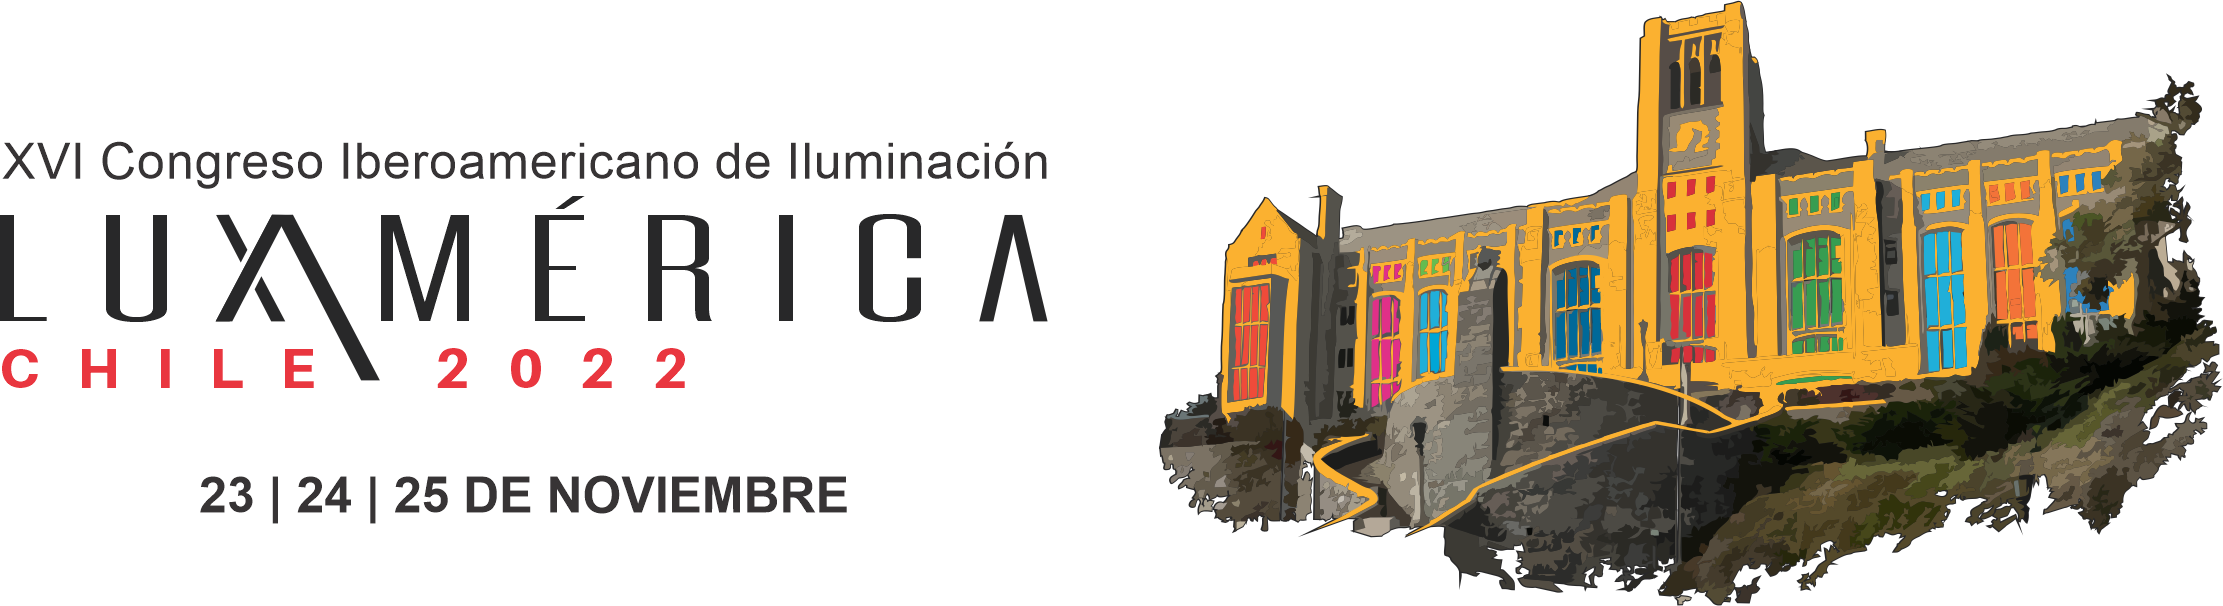 XVI Congreso Iberoamericano de Iluminación
LUXAMÉRICA
CHILE 2022
23 | 24 | 25 DE NOVIEMBRE